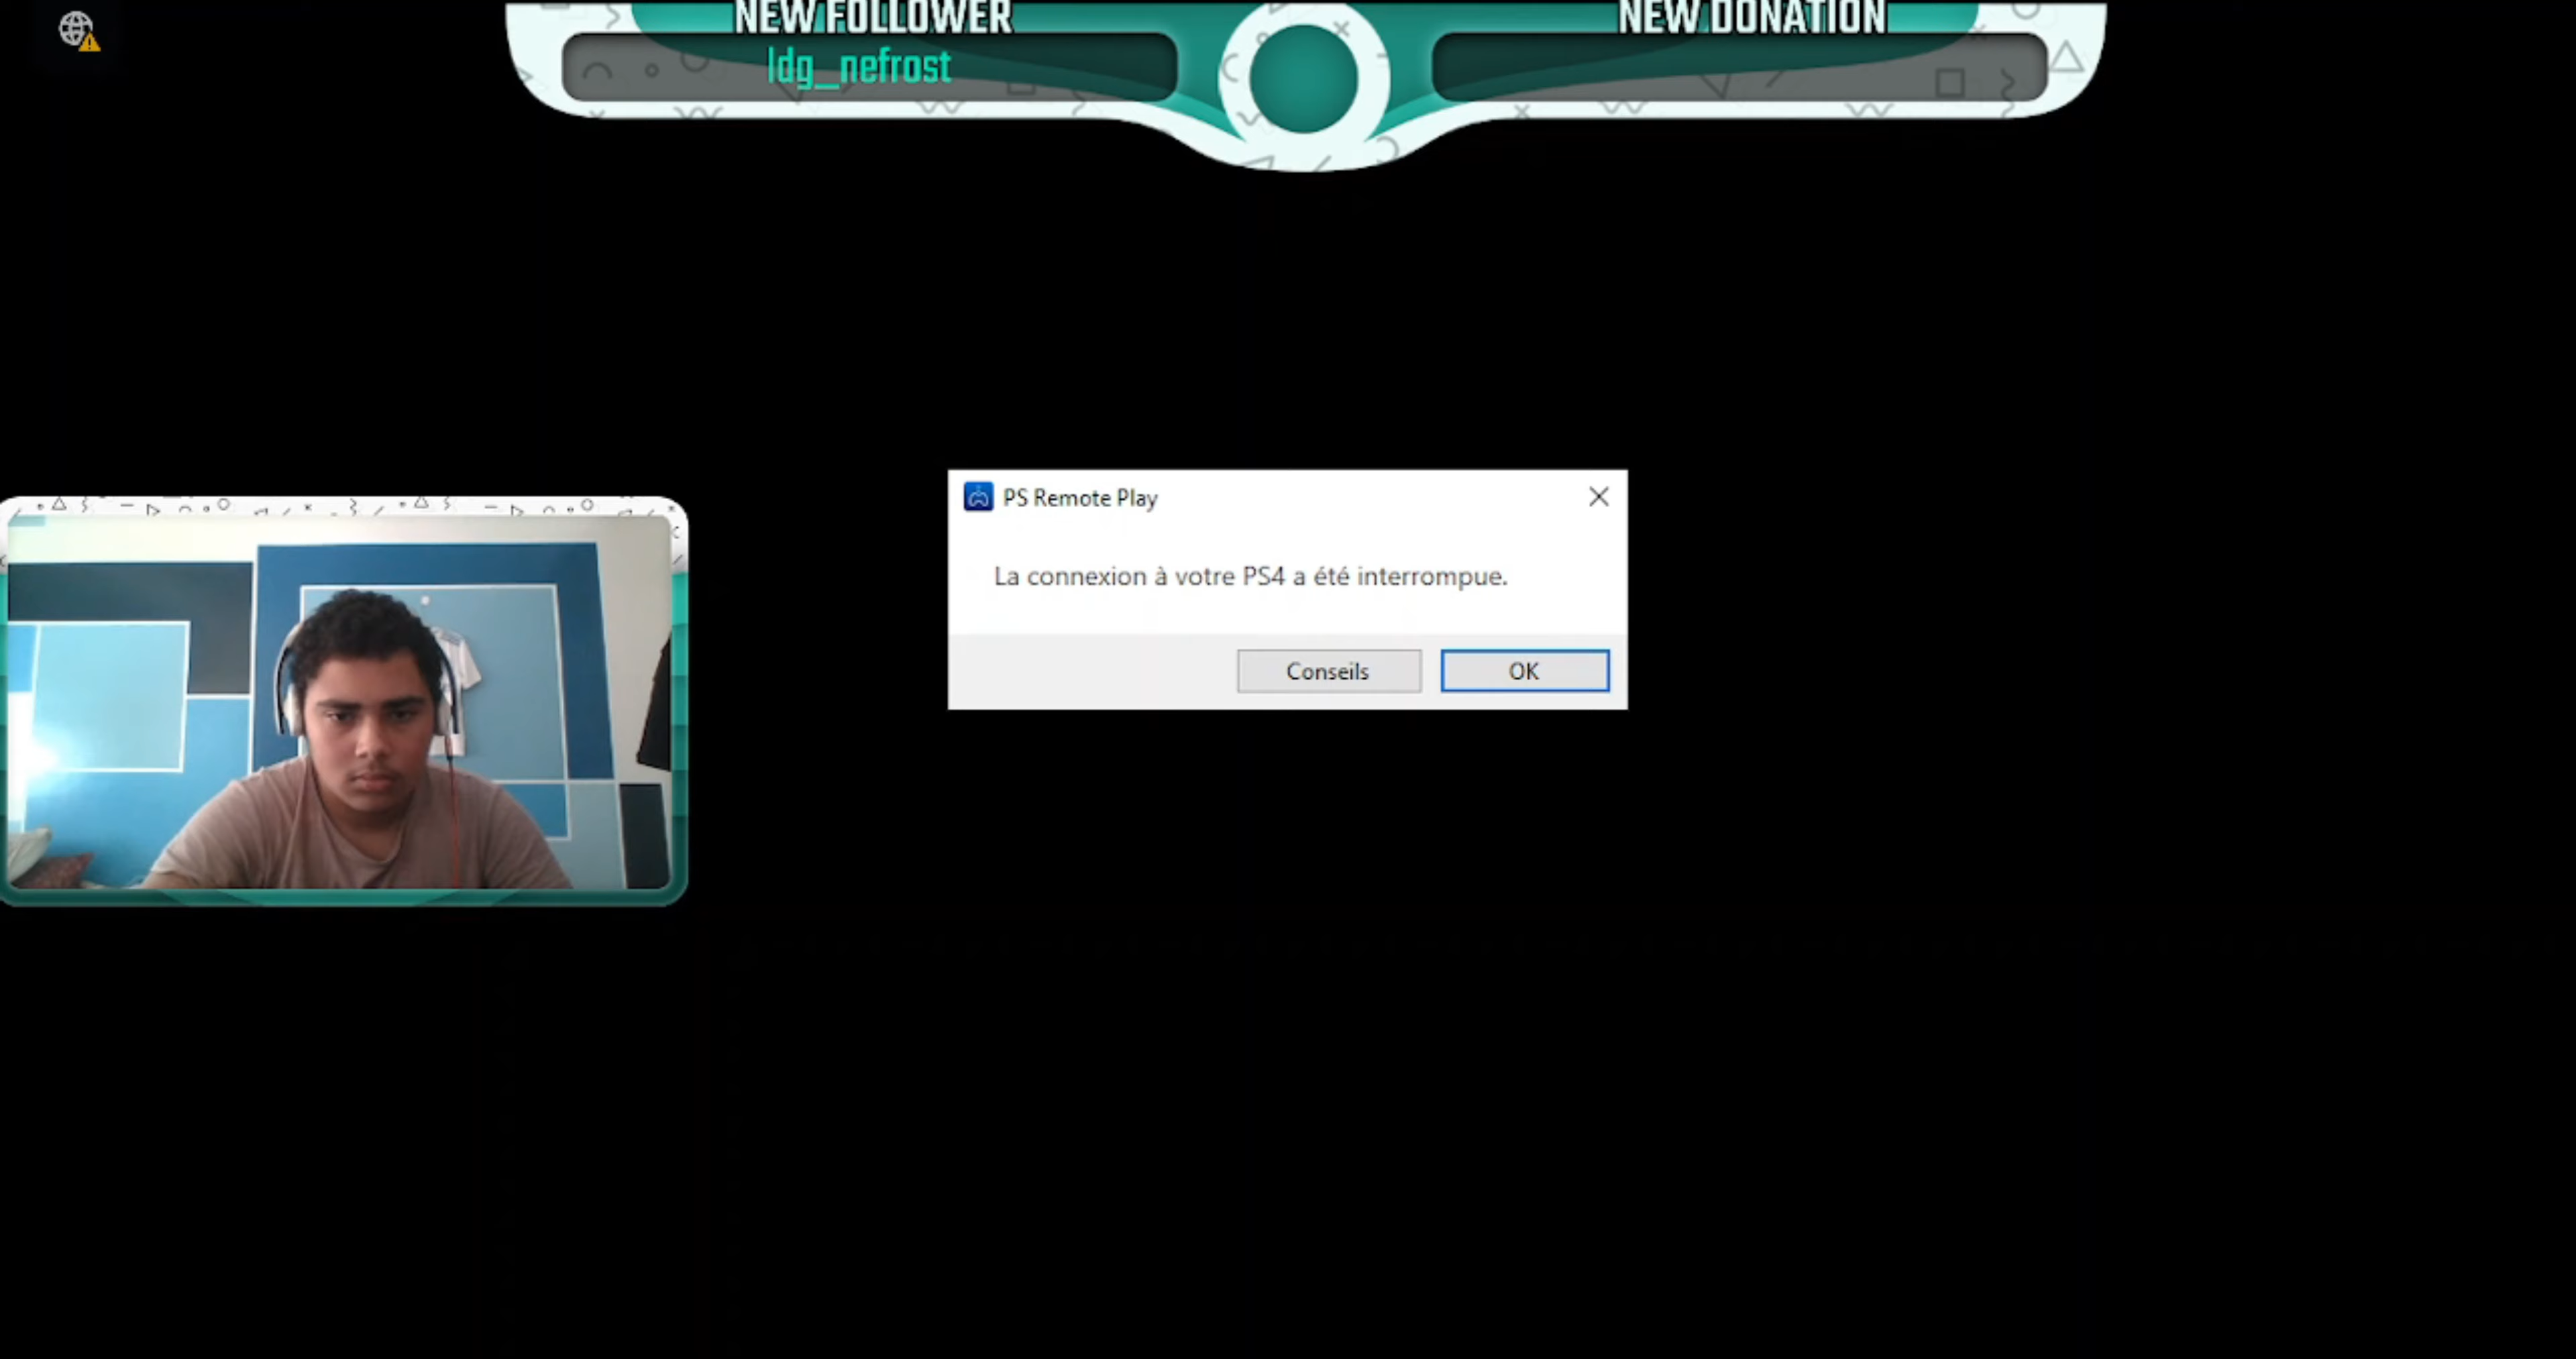 NEW FOLLOWER
ldg_nefrost
NEW DONATION
PS Remote Play
La connexion à votre PS4 a été interrompue.
Conseils
OK